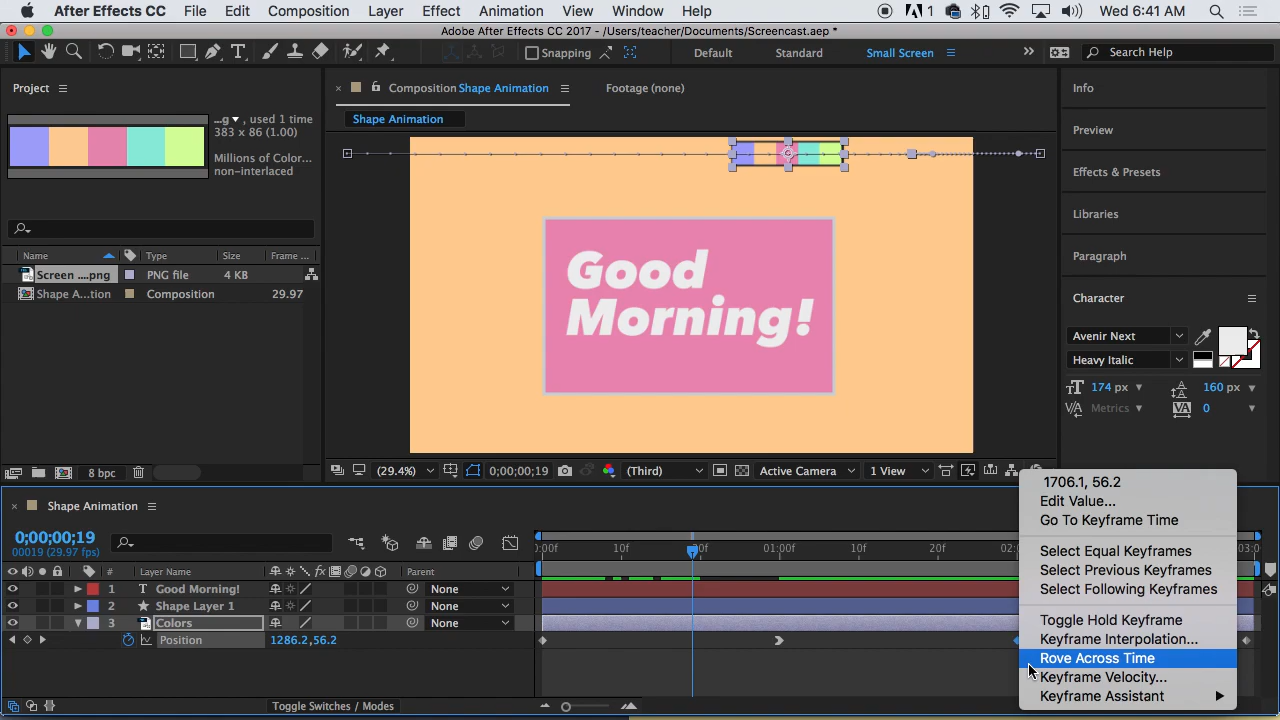 After Effects CC File Edit Composition Layer Effect Animation View Window Help 1 Wed 6:41 AM
Adobe After Effects CC 2017 - /Users/teacher/Documents/Screencast.aep *
Snapping Default Standard Small Screen Search Help
Project
Composition Shape Animation Footage (none)
Info
Shape Animation
...g , used 1 time
383 x 86 (1.00)
Millions of Color...
non-interlaced
Preview
Effects & Presets
Libraries
Paragraph
Name Type Size Frame ...
Screen ....png PNG file 4 KB
Shape A...tion Composition 29.97
Good
Morning!
Character
Avenir Next
Heavy Italic
174 px 160 px
Metrics 0
8 bpc
(29.4%) 0;00;00;19 (Third) Active Camera 1 View
1706.1, 56.2
Edit Value...
Go To Keyframe Time
Select Equal Keyframes
Select Previous Keyframes
Select Following Keyframes
Toggle Hold Keyframe
Keyframe Interpolation...
Rove Across Time
Keyframe Velocity...
Keyframe Assistant
Shape Animation
0;00;00;19
00019 (29.97 fps)
10f 01:00f 10f 20f
# Layer Name Parent
1 T Good Morning! None
2 Shape Layer 1 None
3 Colors None
Position 1286.2,56.2
Toggle Switches / Modes